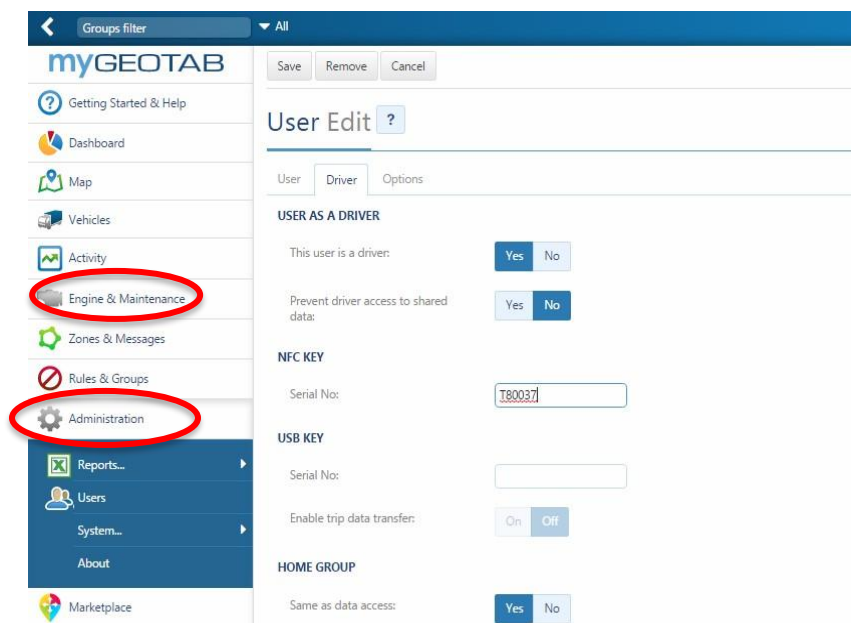 Groups filter
All
myGEOTAB
Save Remove Cancel
Getting Started & Help
User Edit ?
Dashboard
Map
User Driver Options
Vehicles
USER AS A DRIVER
Activity
This user is a driver: Yes No
Engine & Maintenance
Prevent driver access to shared data: Yes No
Zones & Messages
NFC KEY
Rules & Groups
Serial No: T80037
Administration
USB KEY
Reports...
Serial No:
Users
Enable trip data transfer: On Off
System...
About
HOME GROUP
Marketplace
Same as data access: Yes No